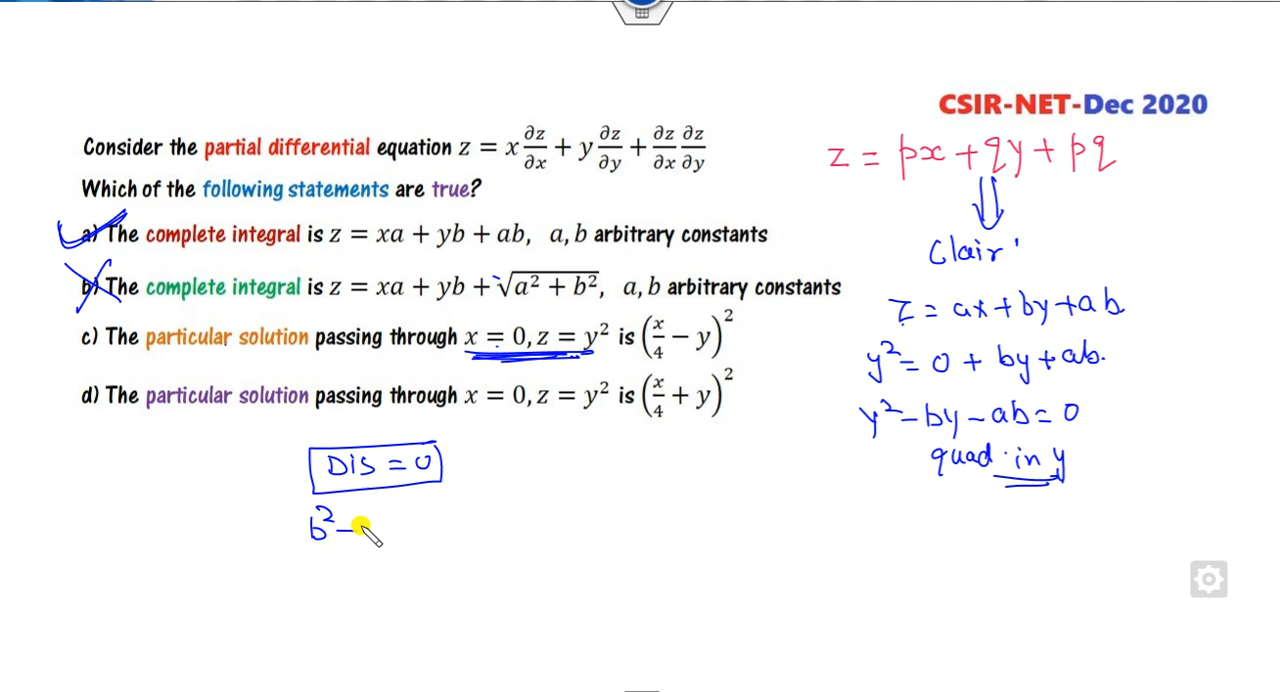 CSIR-NET-Dec 2020
Consider the partial differential equation z = x ∂z/∂x + y ∂z/∂y + ∂z/∂x ∂z/∂y
z = px + qy + pq
Which of the following statements are true?
a) The complete integral is z = xa + yb + ab, a, b arbitrary constants
Clair'
b) The complete integral is z = xa + yb + √(a² + b²), a, b arbitrary constants
z = ax + by + ab
c) The particular solution passing through x = 0, z = y² is (x/4 − y)²
y² = 0 + by + ab.
d) The particular solution passing through x = 0, z = y² is (x/4 + y)²
y² − by − ab = 0
quad. in y
Dis = 0
b² −